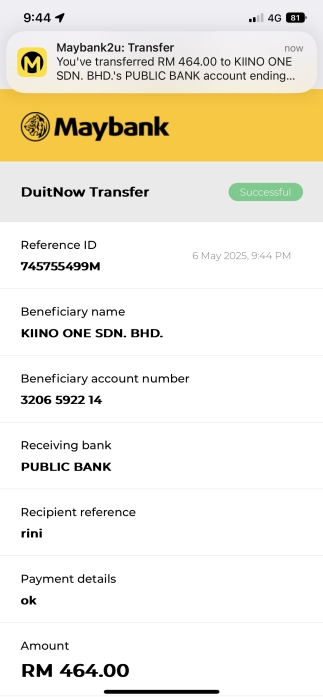 9:44
4G 81
Maybank2u: Transfer now
You've transferred RM 464.00 to KIINO ONE
SDN. BHD.'s PUBLIC BANK account ending...
Maybank
DuitNow Transfer Successful
Reference ID
6 May 2025, 9:44 PM
745755499M
Beneficiary name
KIINO ONE SDN. BHD.
Beneficiary account number
3206 5922 14
Receiving bank
PUBLIC BANK
Recipient reference
rini
Payment details
ok
Amount
RM 464.00